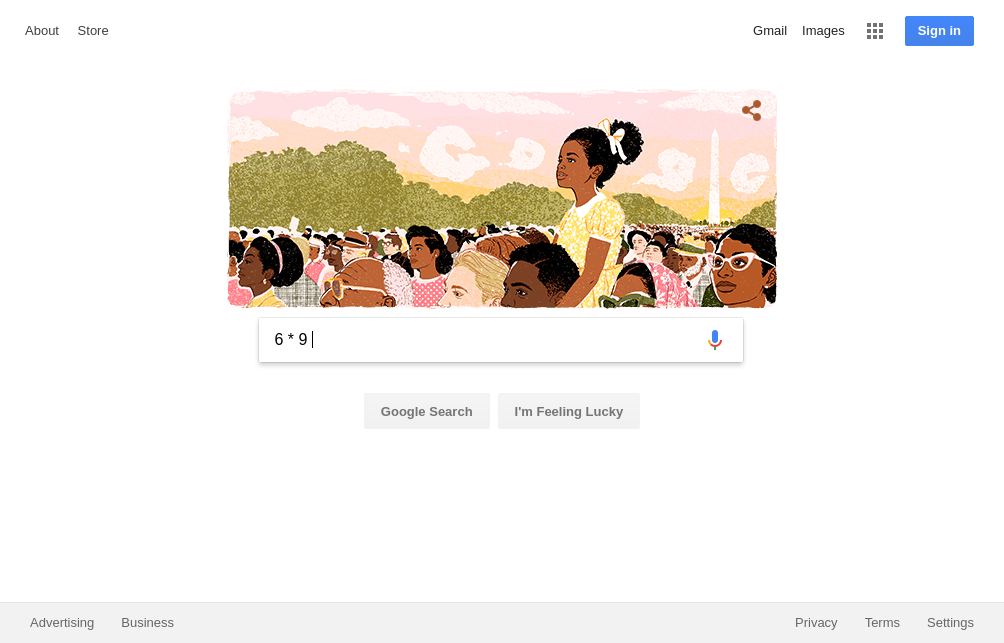 About Store Gmail Images Sign in
6 * 9
Google Search I'm Feeling Lucky
Advertising Business Privacy Terms Settings